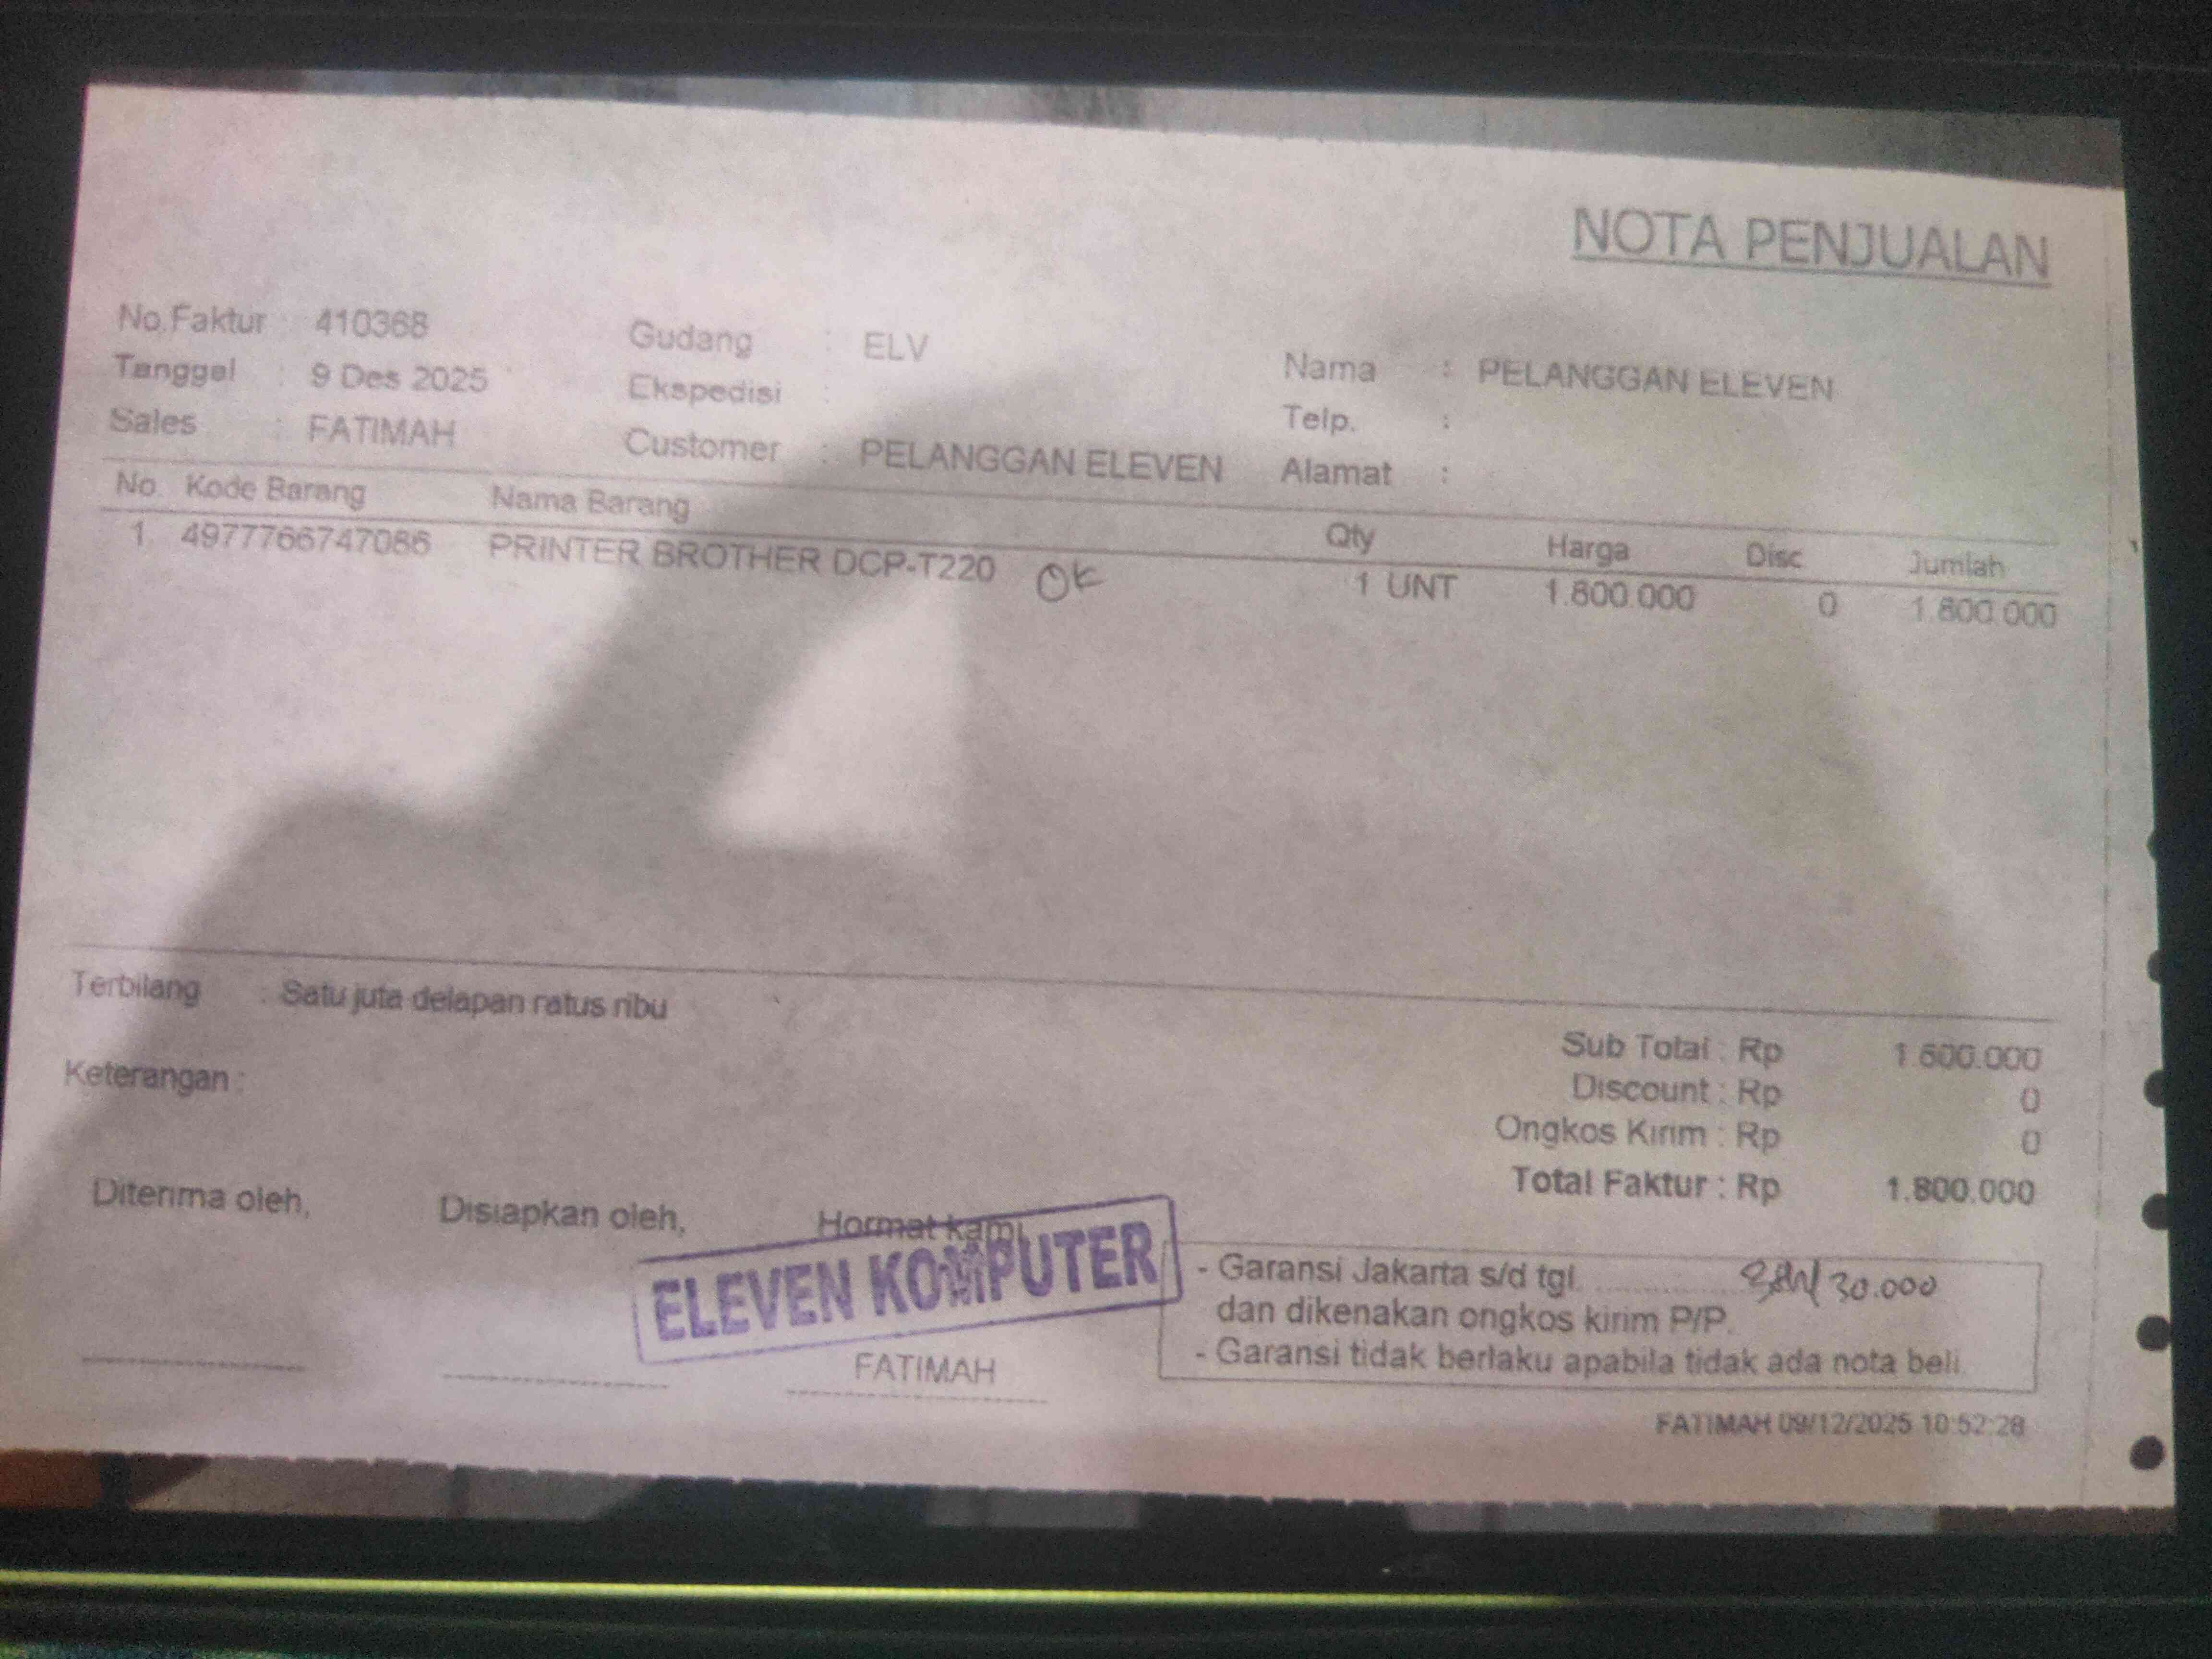 NOTA PENJUALAN
No.Faktur : 410368
Tanggal : 9 Des 2025
Sales : FATIMAH
Gudang : ELV
Ekspedisi :
Customer : PELANGGAN ELEVEN
Nama : PELANGGAN ELEVEN
Telp. :
Alamat :
No. Kode Barang Nama Barang Qty Harga Disc Jumlah
1. 4977766747086 PRINTER BROTHER DCP-T220 OK 1 UNT 1.800.000 0 1.800.000
Terbilang : Satu juta delapan ratus ribu
Keterangan :
Sub Total : Rp 1.800.000
Discount : Rp 0
Ongkos Kirim : Rp 0
Total Faktur : Rp 1.800.000
Diterima oleh, Disiapkan oleh, Hormat kami,
ELEVEN KOMPUTER
FATIMAH
- Garansi Jakarta s/d tgl. .............. 30.000
dan dikenakan ongkos kirim P/P.
- Garansi tidak berlaku apabila tidak ada nota beli.
FATIMAH 09/12/2025 10:52:28